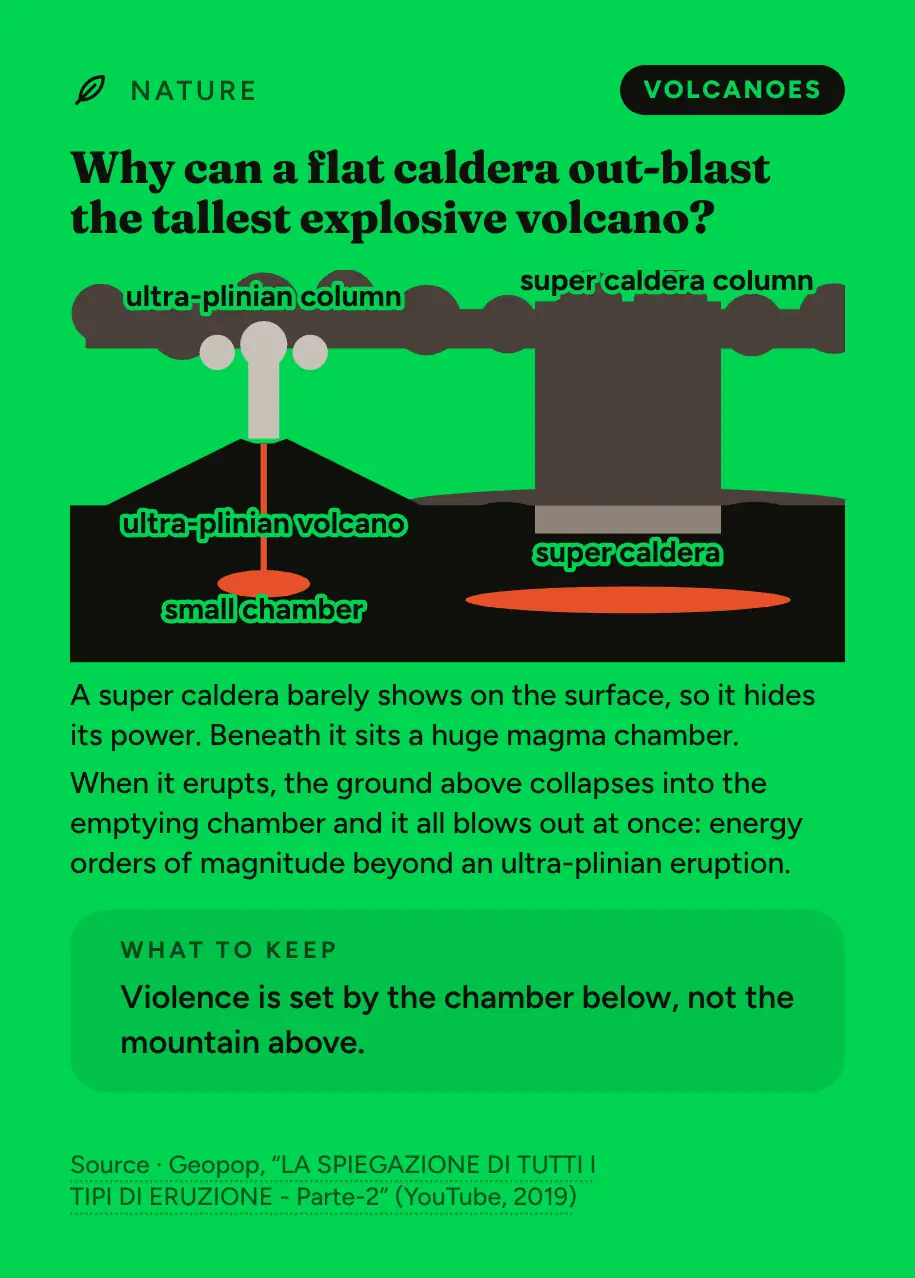 NATURE
VOLCANOES
Why can a flat caldera out-blast
the tallest explosive volcano?
ultra-plinian column
super caldera column
ultra-plinian volcano
super caldera
small chamber
A super caldera barely shows on the surface, so it hides
its power. Beneath it sits a huge magma chamber.
When it erupts, the ground above collapses into the
emptying chamber and it all blows out at once: energy
orders of magnitude beyond an ultra-plinian eruption.
WHAT TO KEEP
Violence is set by the chamber below, not the
mountain above.
Source · Geopop, “LA SPIEGAZIONE DI TUTTI I
TIPI DI ERUZIONE - Parte-2” (YouTube, 2019)